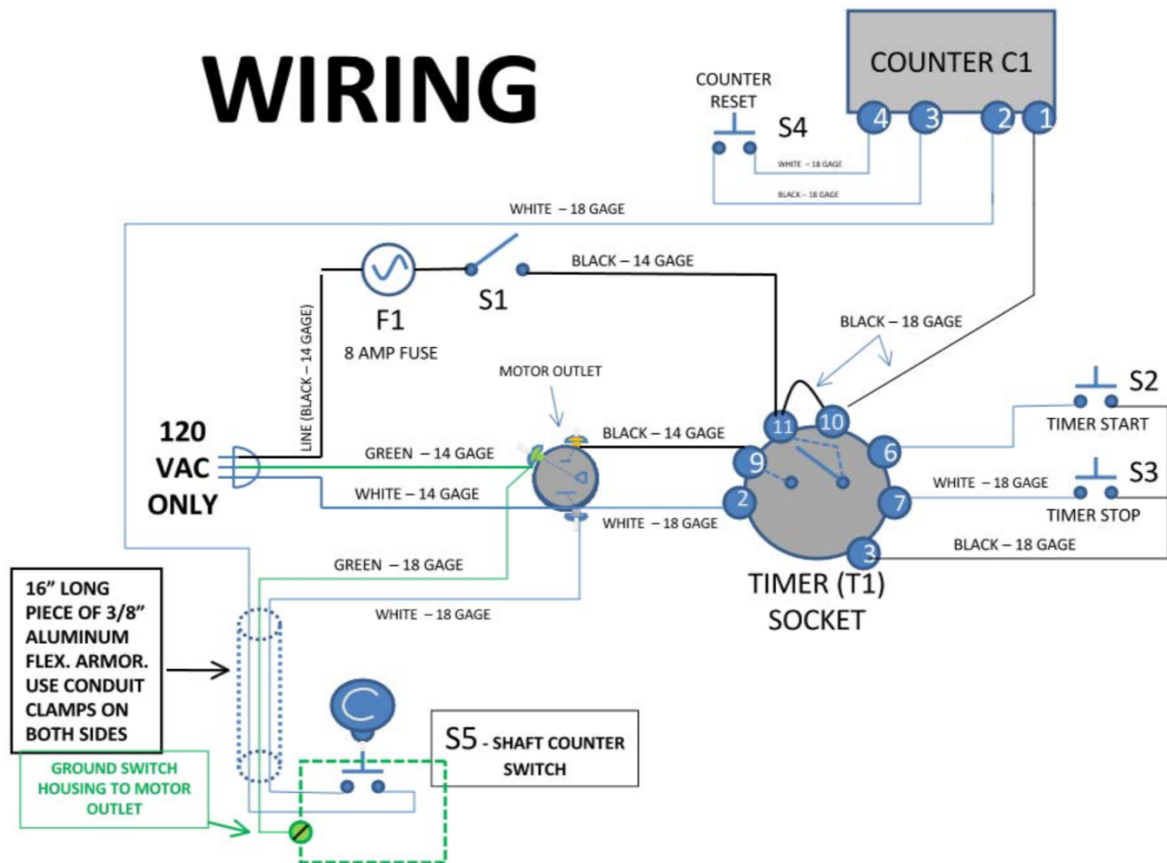 WIRING
COUNTER C1
4 3 2 1
COUNTER
RESET
S4
WHITE – 18 GAGE
BLACK – 18 GAGE
WHITE – 18 GAGE
BLACK – 14 GAGE
S1
F1
8 AMP FUSE
LINE (BLACK – 14 GAGE)
BLACK – 18 GAGE
MOTOR OUTLET
120
VAC
ONLY
GREEN – 14 GAGE
WHITE – 14 GAGE
BLACK – 14 GAGE
WHITE – 18 GAGE
11
10
9
6
2
7
3
S2
TIMER START
S3
WHITE – 18 GAGE
TIMER STOP
BLACK – 18 GAGE
TIMER (T1)
SOCKET
GREEN – 18 GAGE
WHITE – 18 GAGE
16” LONG
PIECE OF 3/8”
ALUMINUM
FLEX. ARMOR.
USE CONDUIT
CLAMPS ON
BOTH SIDES
S5 - SHAFT COUNTER
SWITCH
GROUND SWITCH
HOUSING TO MOTOR
OUTLET